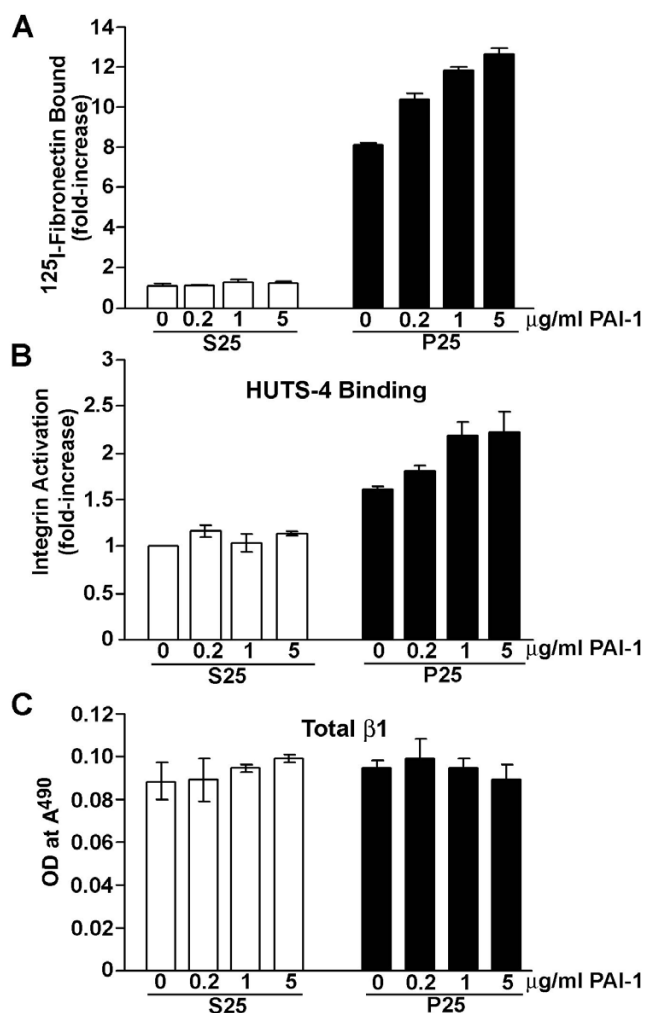 A
125I-Fibronectin Bound
(fold-increase)
14
12
10
8
6
4
2
0
0 0.2 1 5 0 0.2 1 5 μg/ml PAI-1
S25 P25
B
HUTS-4 Binding
Integrin Activation
(fold-increase)
3
2.5
2
1.5
1
0.5
0
0 0.2 1 5 0 0.2 1 5 μg/ml PAI-1
S25 P25
C
Total β1
OD at A490
0.12
0.10
0.08
0.06
0.04
0.02
0
0 0.2 1 5 0 0.2 1 5 μg/ml PAI-1
S25 P25